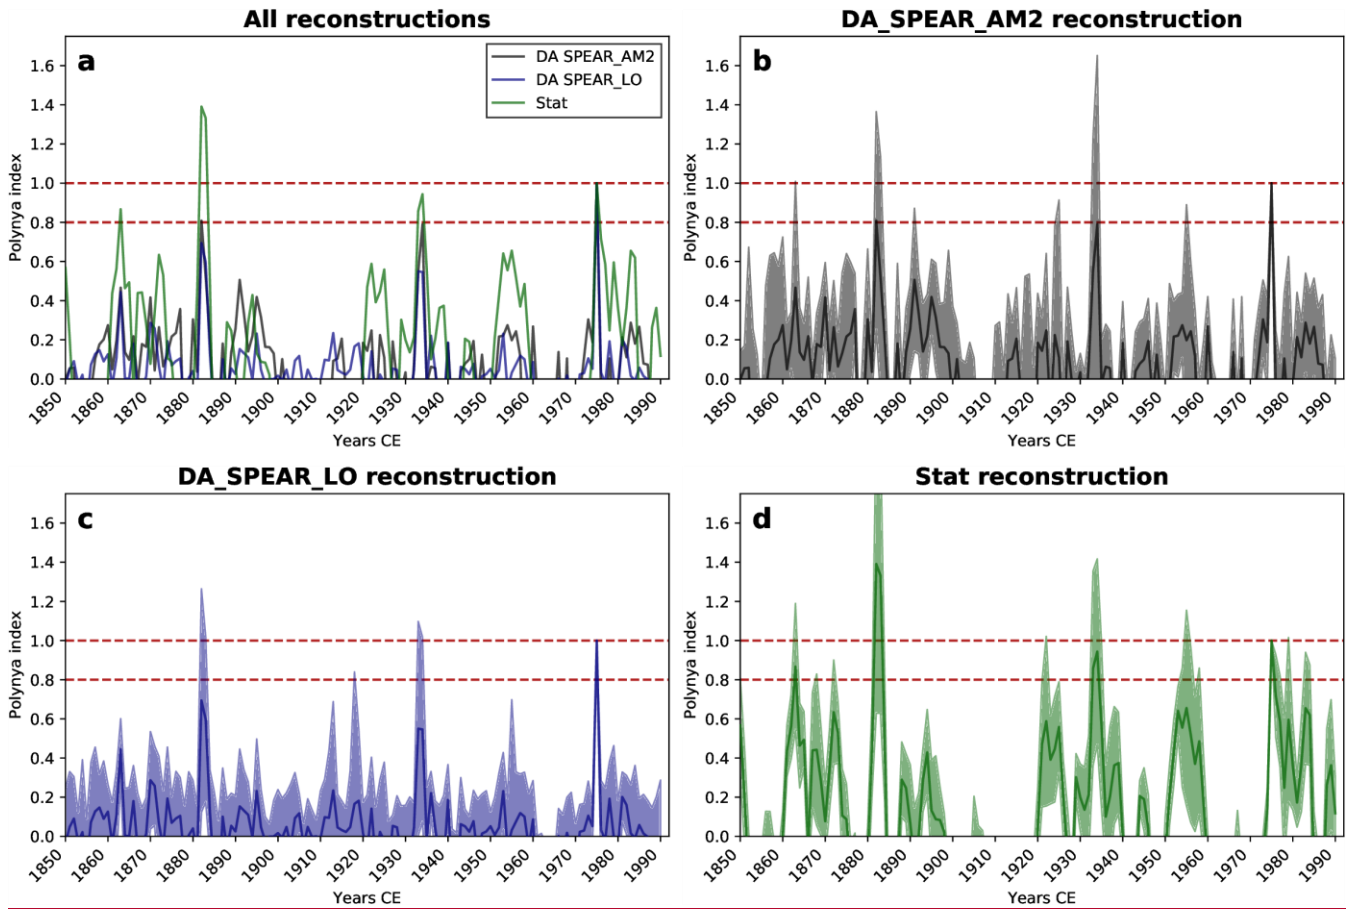 All reconstructions
a
DA SPEAR_AM2
DA SPEAR_LO
Stat
Polynya index
1.6
1.4
1.2
1.0
0.8
0.6
0.4
0.2
0.0
1850 1860 1870 1880 1890 1900 1910 1920 1930 1940 1950 1960 1970 1980 1990
Years CE
DA_SPEAR_AM2 reconstruction
b
Polynya index
1.6
1.4
1.2
1.0
0.8
0.6
0.4
0.2
0.0
1850 1860 1870 1880 1890 1900 1910 1920 1930 1940 1950 1960 1970 1980 1990
Years CE
DA_SPEAR_LO reconstruction
c
Polynya index
1.6
1.4
1.2
1.0
0.8
0.6
0.4
0.2
0.0
1850 1860 1870 1880 1890 1900 1910 1920 1930 1940 1950 1960 1970 1980 1990
Years CE
Stat reconstruction
d
Polynya index
1.6
1.4
1.2
1.0
0.8
0.6
0.4
0.2
0.0
1850 1860 1870 1880 1890 1900 1910 1920 1930 1940 1950 1960 1970 1980 1990
Years CE